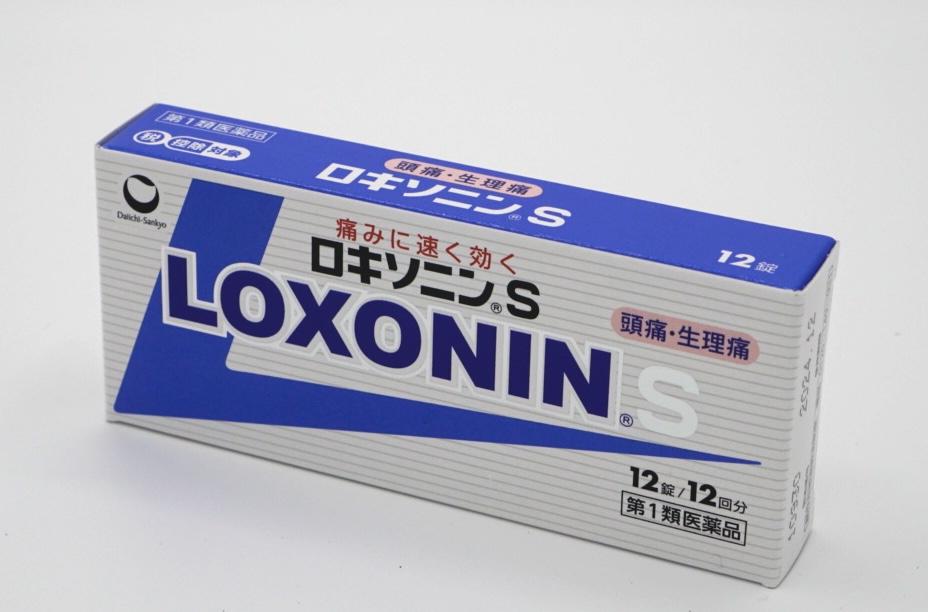 第1類医薬品
税 控除 対象
頭痛・生理痛
ロキソニン®S
12錠
Daiichi-Sankyo
痛みに速く効く
ロキソニン®S
LOXONIN®S
頭痛・生理痛
12錠/12回分
第1類医薬品
2024.12